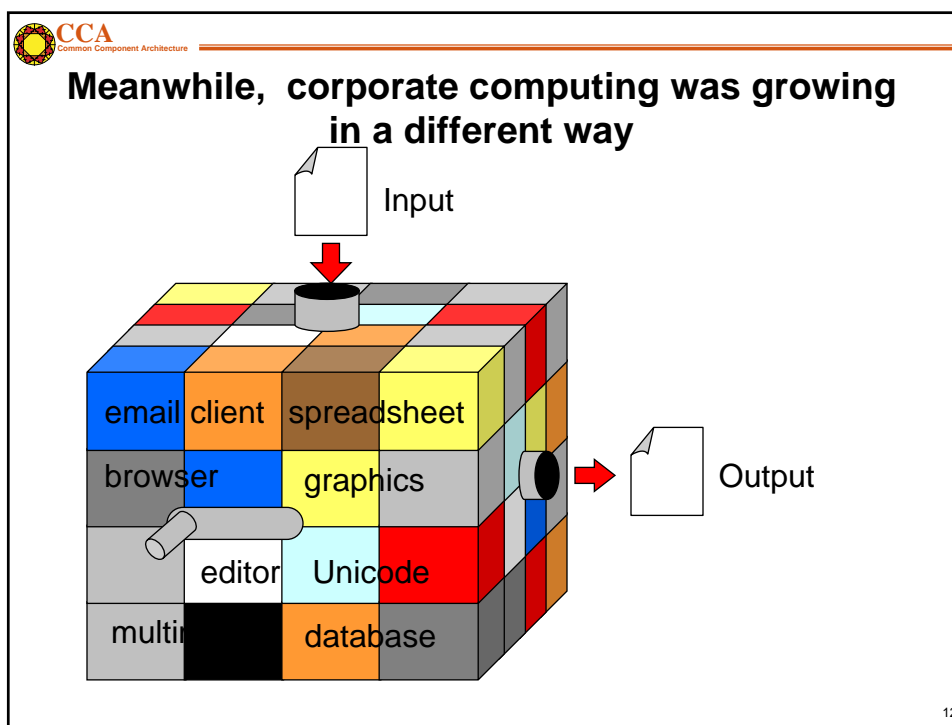 CCA
Common Component Architecture
Meanwhile, corporate computing was growing
in a different way
Input
email client spreadsheet
browser graphics
Output
editor Unicode
database